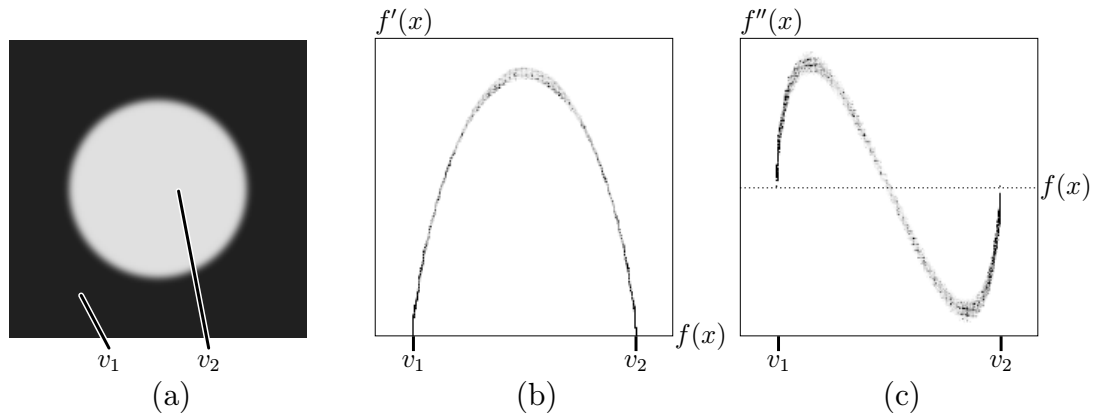 f′(x)
f″(x)
f(x)
f(x)
v₁
v₂
v₁
v₂
v₁
v₂
(a)
(b)
(c)